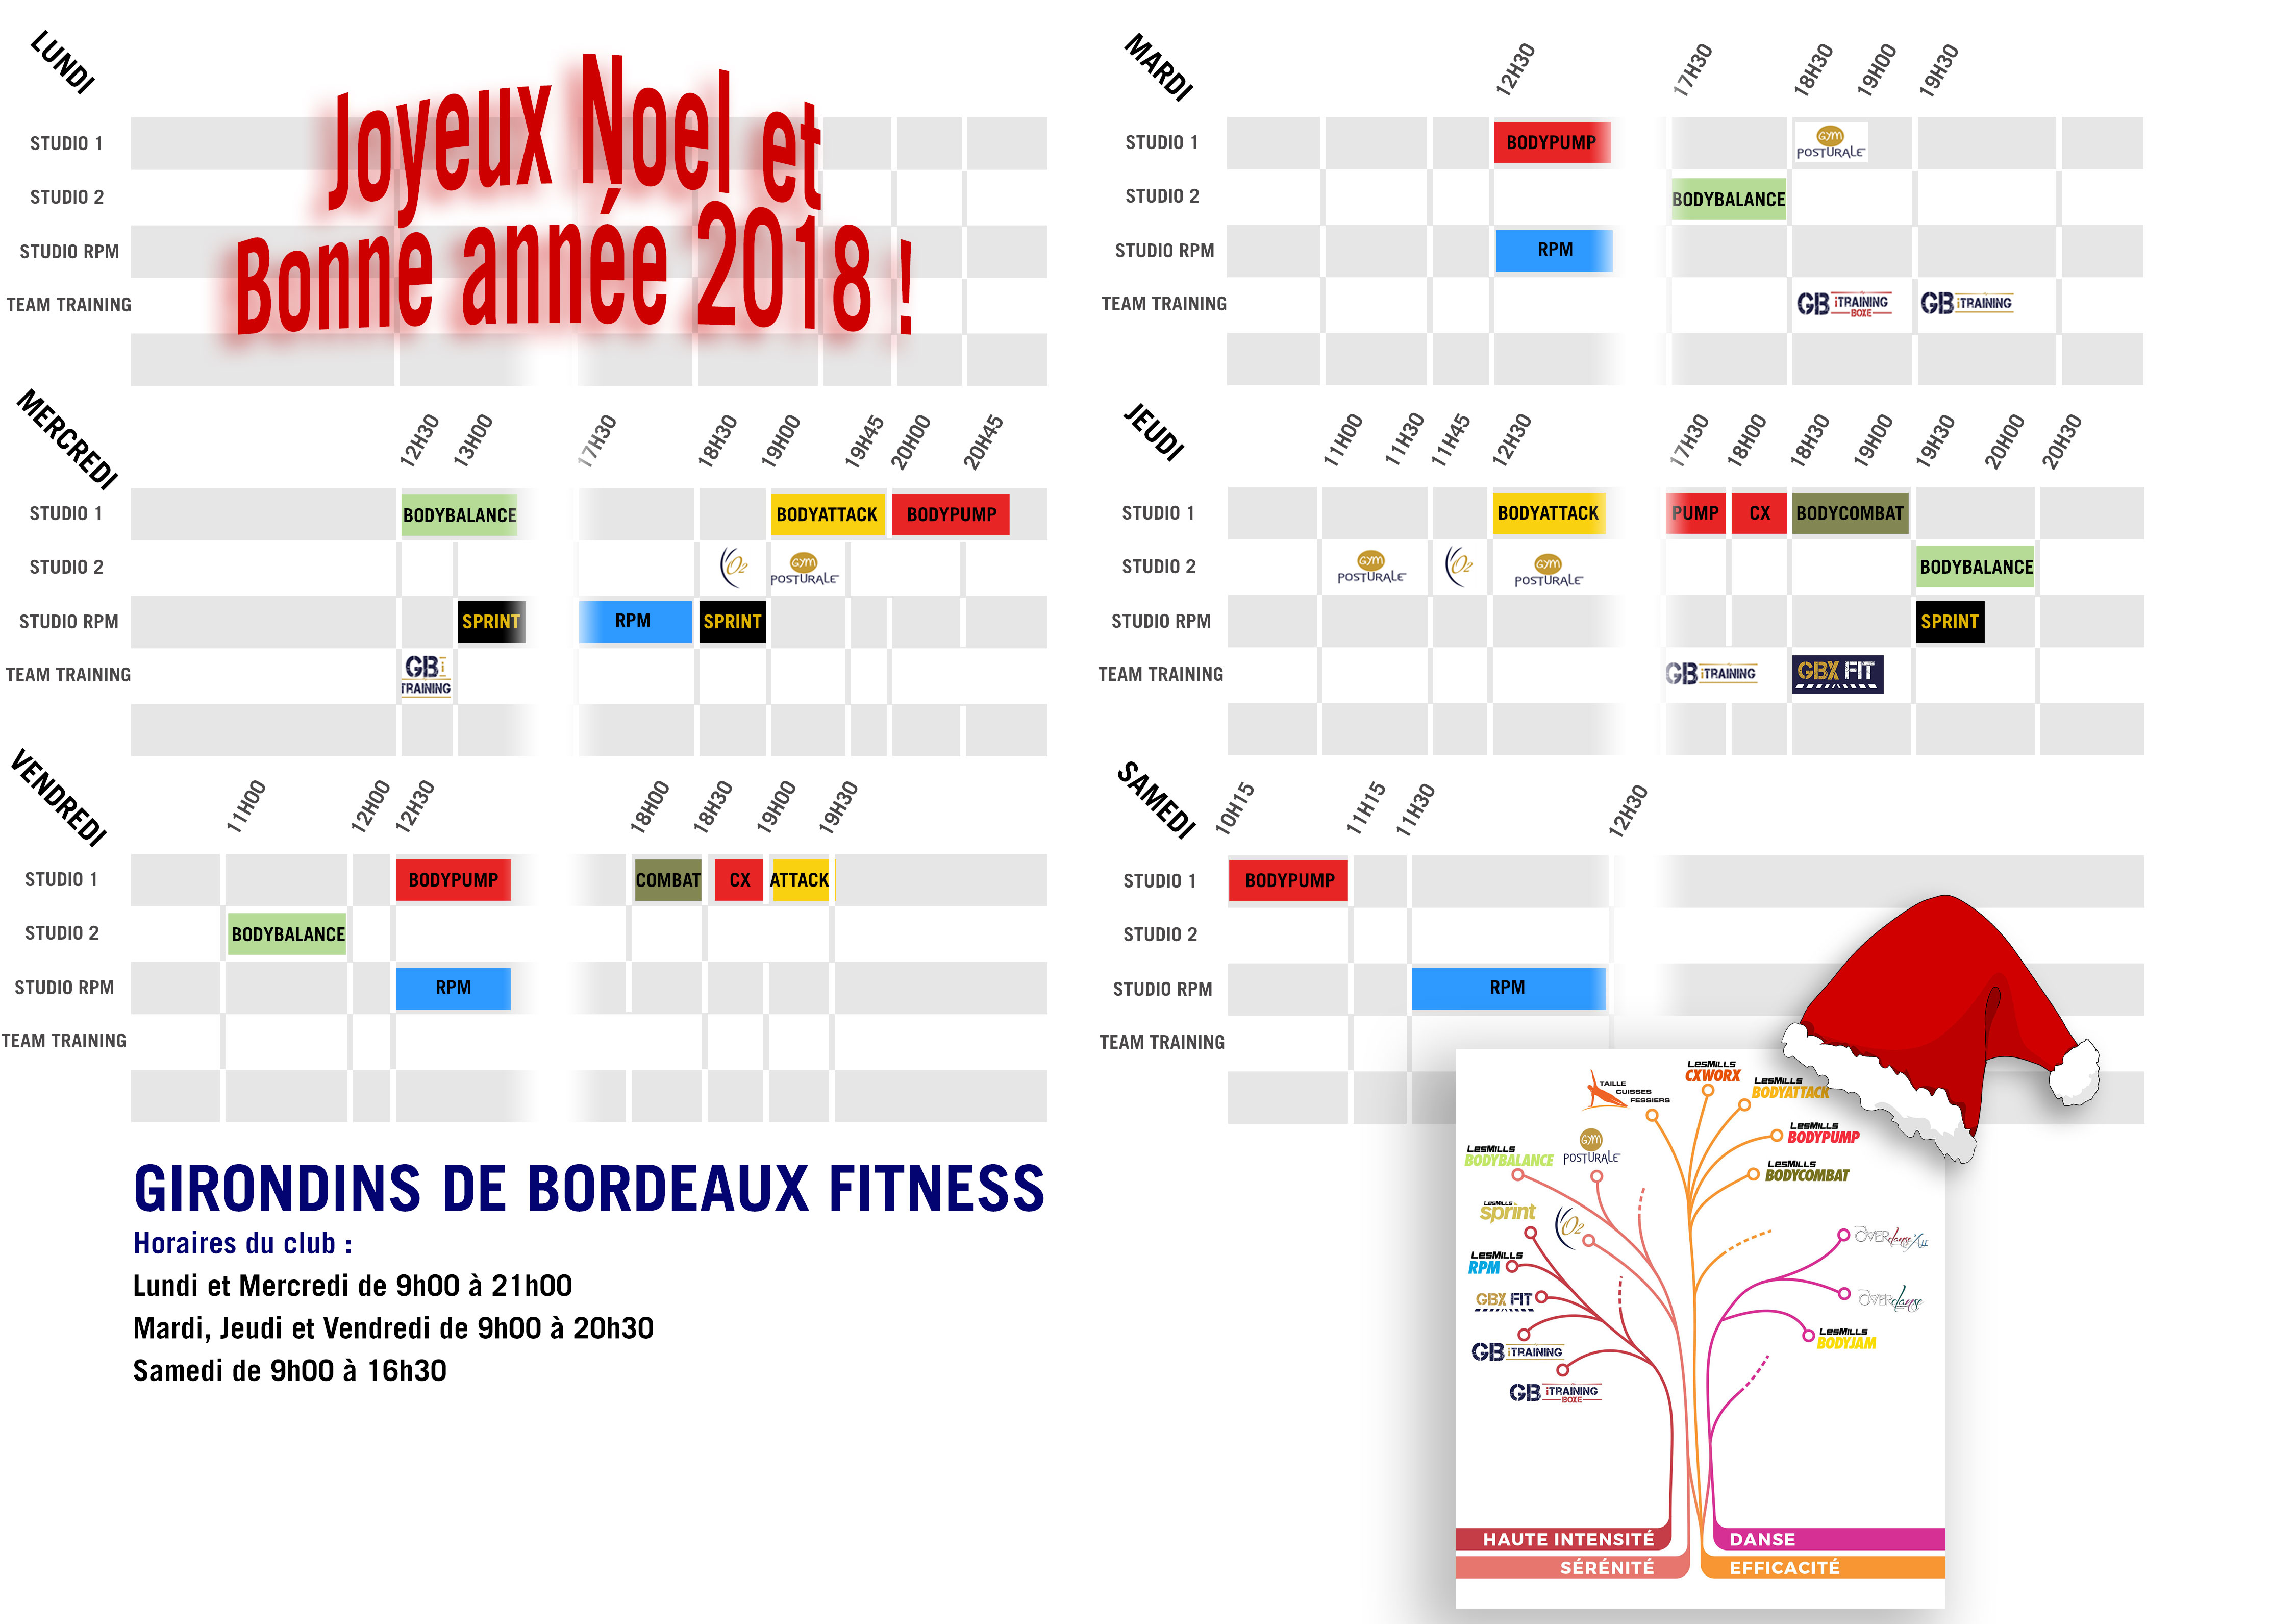 LUNDI
STUDIO 1
STUDIO 2
STUDIO RPM
TEAM TRAINING
Joyeux Noel et
Bonne année 2018 !
MARDI
12H30
17H30
18H30
19H00
19H30
STUDIO 1
BODYPUMP
GYM
POSTURALE
STUDIO 2
BODYBALANCE
STUDIO RPM
RPM
TEAM TRAINING
GB iTRAINING
BOXE
GB iTRAINING
MERCREDI
12H30
13H00
17H30
18H30
19H00
19H45
20H00
20H45
STUDIO 1
BODYBALANCE
BODYATTACK
BODYPUMP
STUDIO 2
O2
GYM
POSTURALE
STUDIO RPM
SPRINT
RPM
SPRINT
TEAM TRAINING
GB i
TRAINING
JEUDI
11H00
11H30
11H45
12H30
17H30
18H00
18H30
19H00
19H30
20H00
20H30
STUDIO 1
BODYATTACK
PUMP
CX
BODYCOMBAT
STUDIO 2
GYM
POSTURALE
O2
GYM
POSTURALE
BODYBALANCE
STUDIO RPM
SPRINT
TEAM TRAINING
GB iTRAINING
GBX FIT
VENDREDI
11H00
12H00
12H30
18H00
18H30
19H00
19H30
STUDIO 1
BODYPUMP
COMBAT
CX
ATTACK
STUDIO 2
BODYBALANCE
STUDIO RPM
RPM
TEAM TRAINING
SAMEDI
10H15
11H15
11H30
12H30
STUDIO 1
BODYPUMP
STUDIO 2
STUDIO RPM
RPM
TEAM TRAINING
GIRONDINS DE BORDEAUX FITNESS
Horaires du club :
Lundi et Mercredi de 9h00 à 21h00
Mardi, Jeudi et Vendredi de 9h00 à 20h30
Samedi de 9h00 à 16h30
TAILLE
CUISSES
FESSIERS
LesMILLS
CXWORX
LesMILLS
BODYATTACK
LesMILLS
BODYPUMP
LesMILLS
BODYCOMBAT
GYM
POSTURALE
LesMILLS
BODYBALANCE
LesMILLS
sprint
O2
LesMILLS
RPM
GBX FIT
GB iTRAINING
GB iTRAINING
BOXE
OVERdanse
OVERdanse
LesMILLS
BODYJAM
HAUTE INTENSITÉ
DANSE
SÉRÉNITÉ
EFFICACITÉ